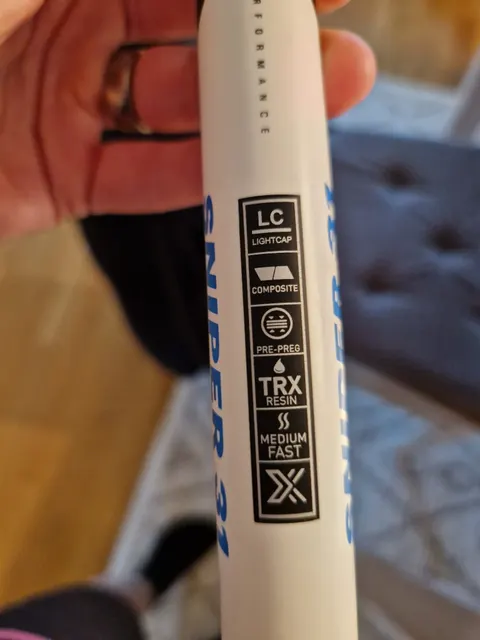 RFORMANCE
LC
LIGHTCAP
COMPOSITE
PRE-PREG
TRX
RESIN
MEDIUM
FAST
SNIPER 31
SNIPER 31